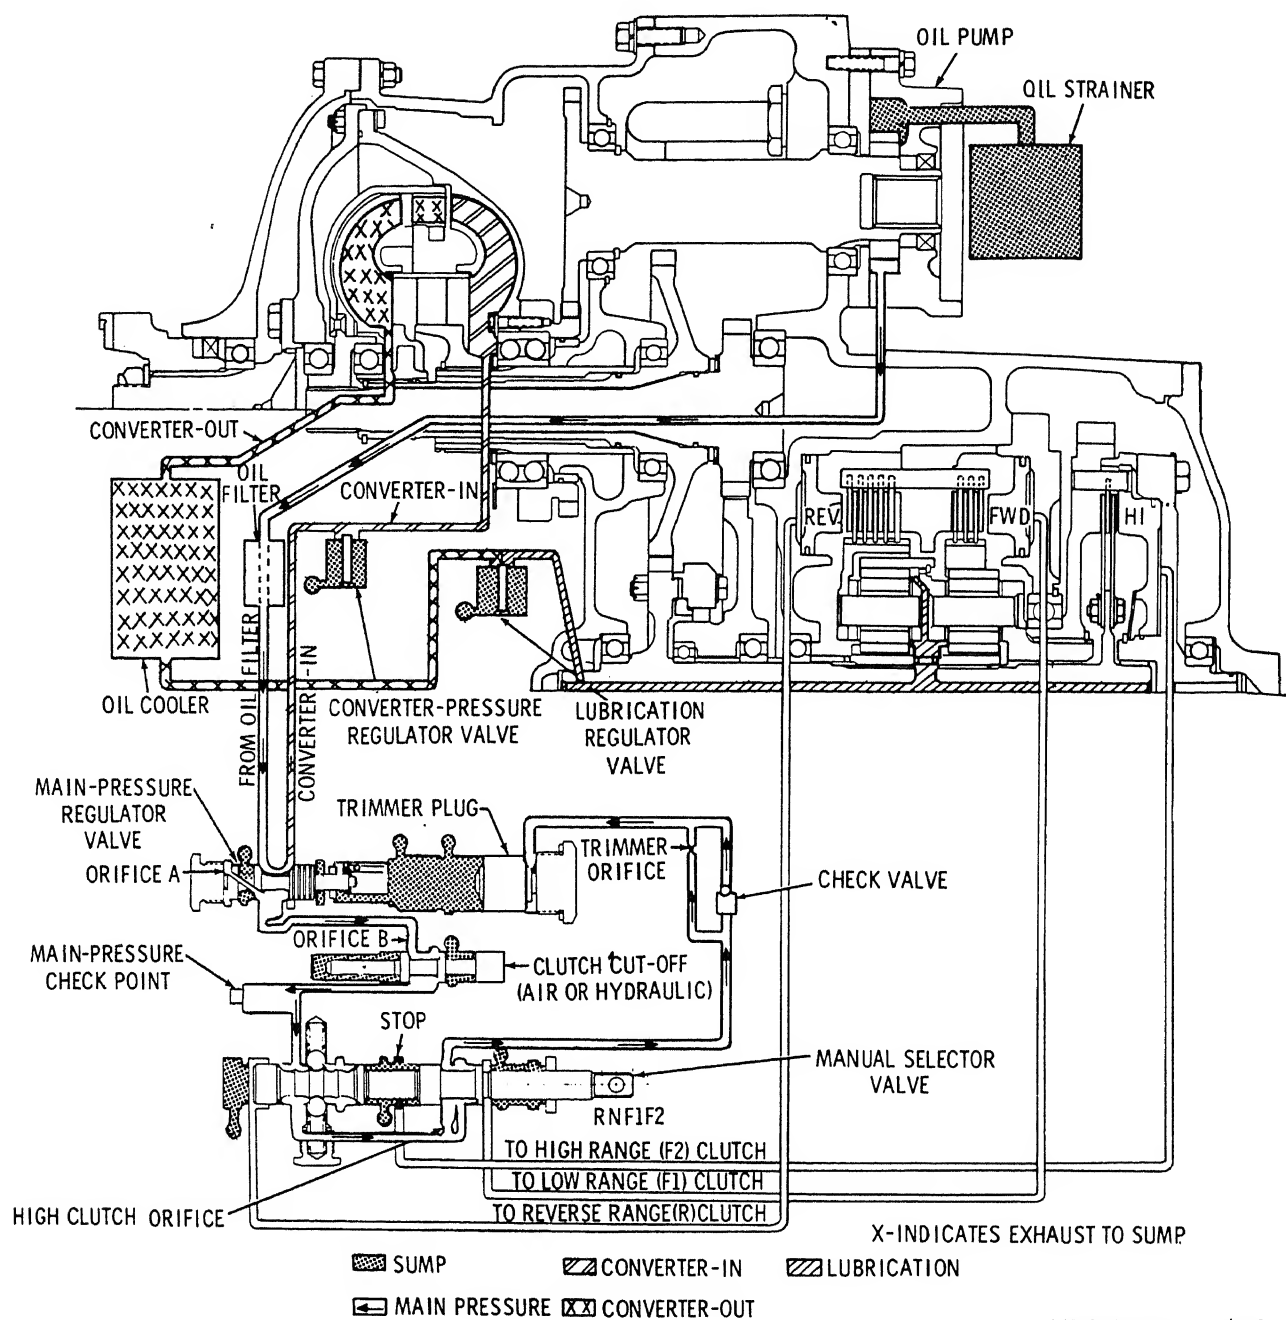 OIL PUMP
OIL STRAINER
CONVERTER-OUT
OIL
FILTER
CONVERTER-IN
REV.
FWD
HI
OIL COOLER
FROM OIL FILTER
CONVERTER-IN
CONVERTER-PRESSURE
REGULATOR VALVE
LUBRICATION
REGULATOR
VALVE
MAIN-PRESSURE
REGULATOR
VALVE
TRIMMER PLUG
ORIFICE A
TRIMMER
ORIFICE
CHECK VALVE
ORIFICE B
MAIN-PRESSURE
CHECK POINT
CLUTCH CUT-OFF
(AIR OR HYDRAULIC)
STOP
MANUAL SELECTOR
VALVE
RNF1F2
TO HIGH RANGE (F2) CLUTCH
TO LOW RANGE (F1) CLUTCH
TO REVERSE RANGE(R)CLUTCH
HIGH CLUTCH ORIFICE
X-INDICATES EXHAUST TO SUMP
SUMP
CONVERTER-IN
LUBRICATION
MAIN PRESSURE
CONVERTER-OUT